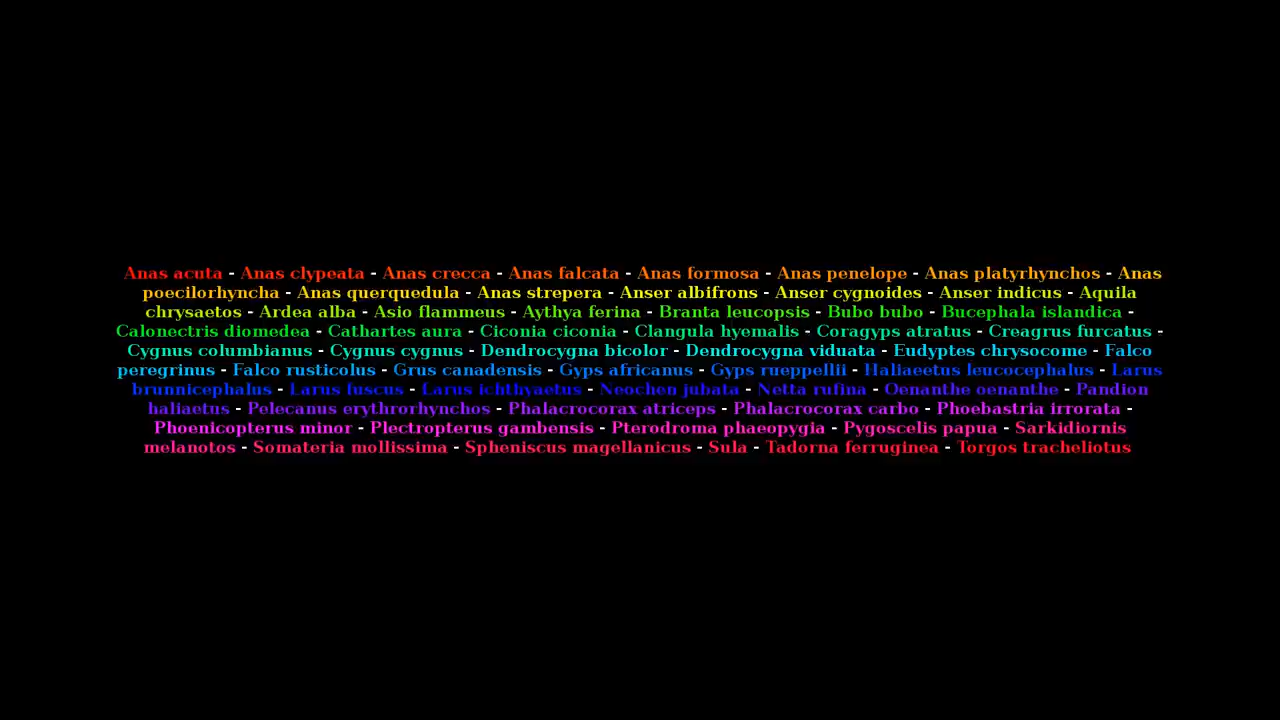 Anas acuta - Anas clypeata - Anas crecca - Anas falcata - Anas formosa - Anas penelope - Anas platyrhynchos - Anas
poecilorhyncha - Anas querquedula - Anas strepera - Anser albifrons - Anser cygnoides - Anser indicus - Aquila
chrysaetos - Ardea alba - Asio flammeus - Aythya ferina - Branta leucopsis - Bubo bubo - Bucephala islandica -
Calonectris diomedea - Cathartes aura - Ciconia ciconia - Clangula hyemalis - Coragyps atratus - Creagrus furcatus -
Cygnus columbianus - Cygnus cygnus - Dendrocygna bicolor - Dendrocygna viduata - Eudyptes chrysocome - Falco
peregrinus - Falco rusticolus - Grus canadensis - Gyps africanus - Gyps rueppellii - Haliaeetus leucocephalus - Larus
brunnicephalus - Larus fuscus - Larus ichthyaetus - Neochen jubata - Netta rufina - Oenanthe oenanthe - Pandion
haliaetus - Pelecanus erythrorhynchos - Phalacrocorax atriceps - Phalacrocorax carbo - Phoebastria irrorata -
Phoenicopterus minor - Plectropterus gambensis - Pterodroma phaeopygia - Pygoscelis papua - Sarkidiornis
melanotos - Somateria mollissima - Spheniscus magellanicus - Sula - Tadorna ferruginea - Torgos tracheliotus